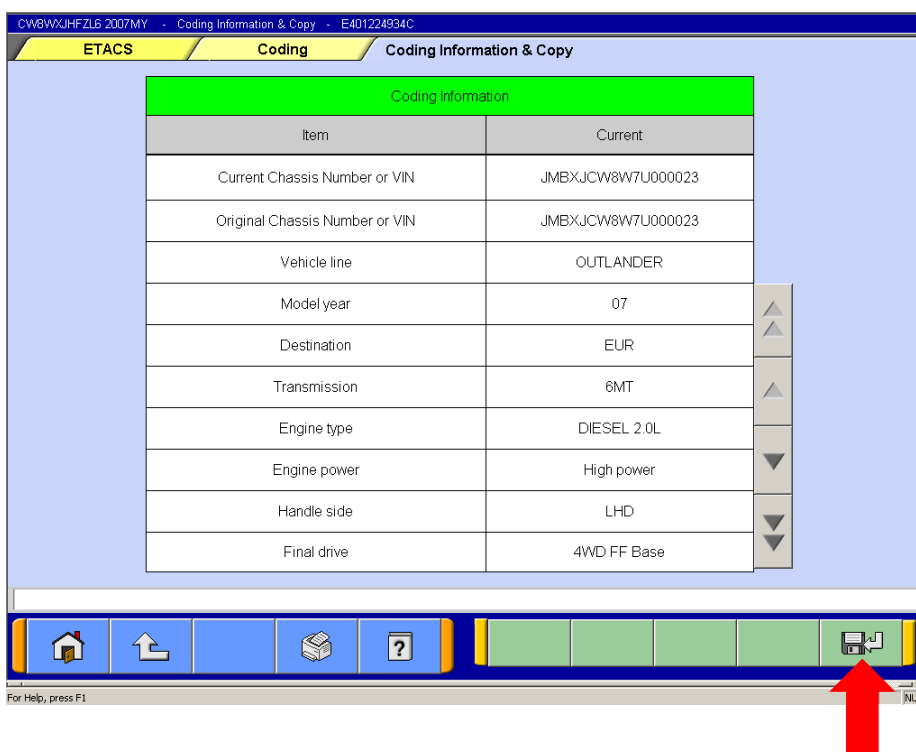 CW8WXJHFZL6 2007MY - Coding Information & Copy - E401224934C
ETACS Coding Coding Information & Copy
Coding Information
Item Current
Current Chassis Number or VIN JMBXJCW8W7U000023
Original Chassis Number or VIN JMBXJCW8W7U000023
Vehicle line OUTLANDER
Model year 07
Destination EUR
Transmission 6MT
Engine type DIESEL 2.0L
Engine power High power
Handle side LHD
Final drive 4WD FF Base
?
For Help, press F1